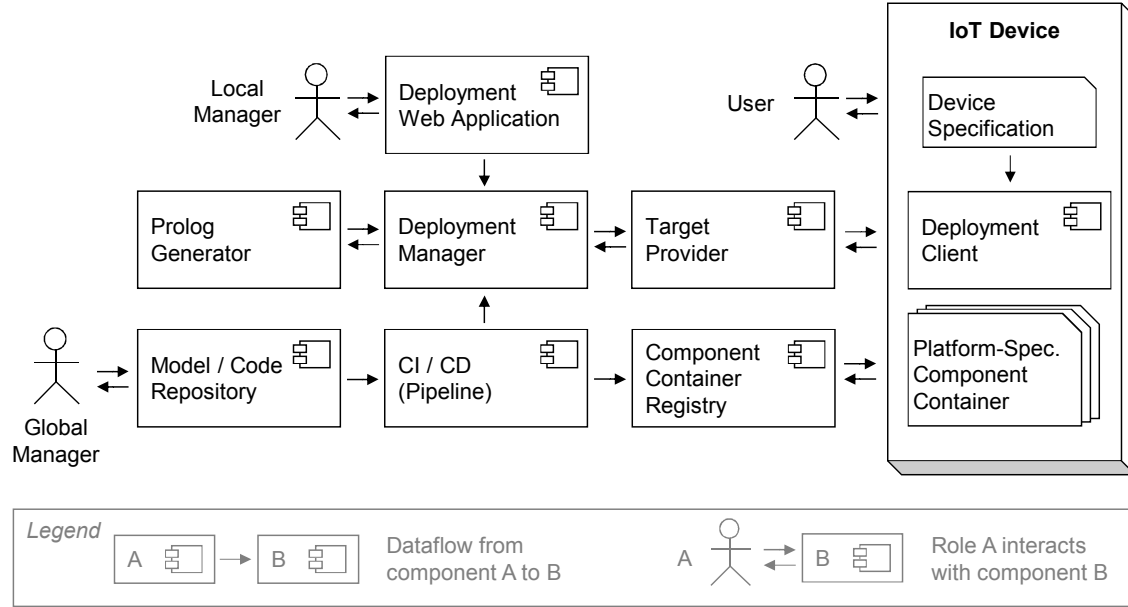 IoT Device
Local
Manager
Deployment
Web Application
User
Device
Specification
Prolog
Generator
Deployment
Manager
Target
Provider
Deployment
Client
Global
Manager
Model / Code
Repository
CI / CD
(Pipeline)
Component
Container
Registry
Platform-Spec.
Component
Container
Legend
A
B
Dataflow from
component A to B
A
B
Role A interacts
with component B